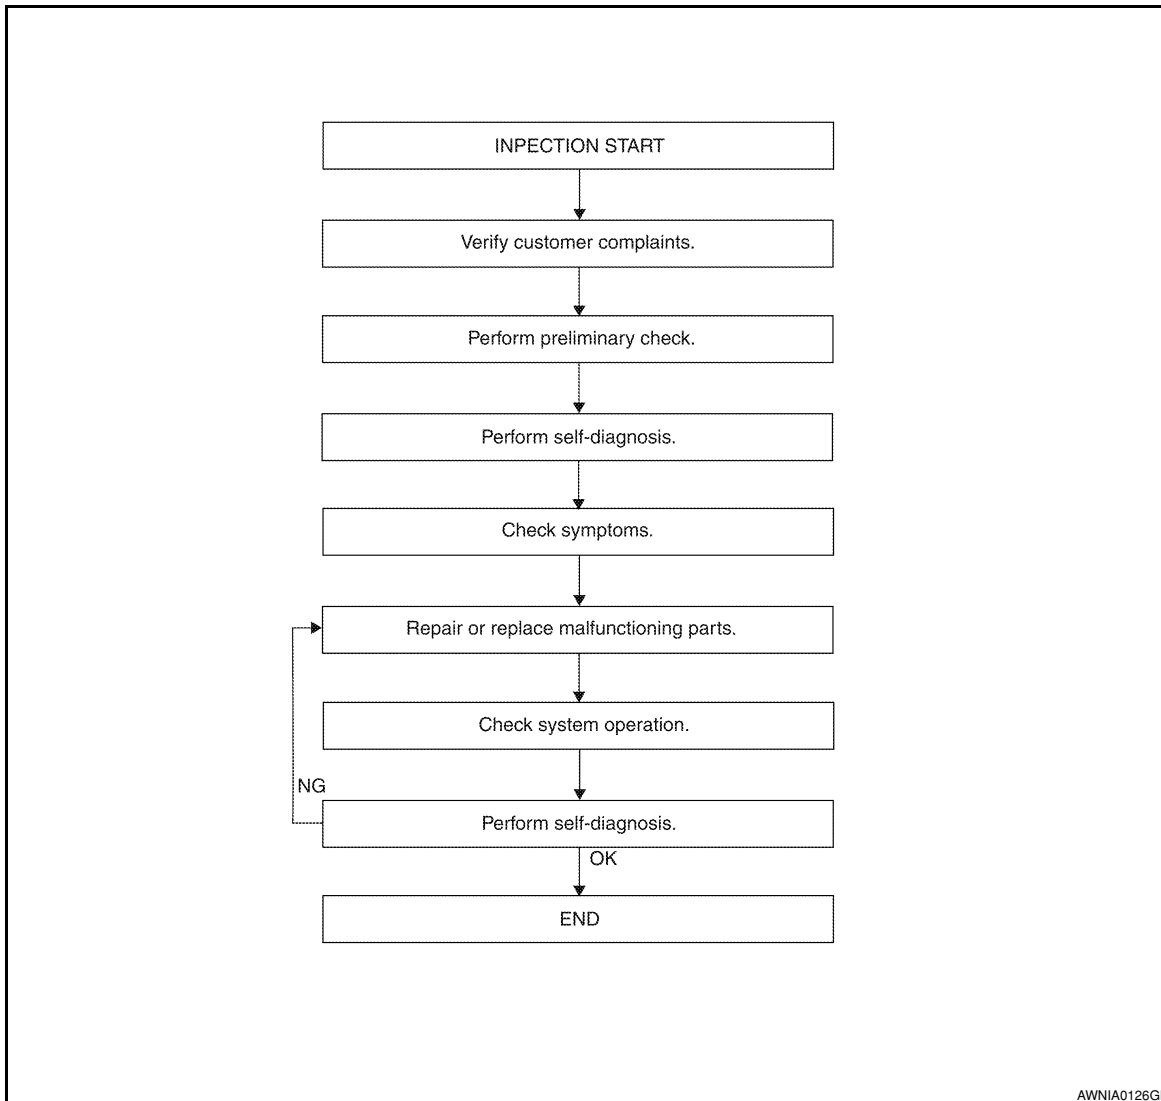 INPECTION START
Verify customer complaints.
Perform preliminary check.
Perform self-diagnosis.
Check symptoms.
Repair or replace malfunctioning parts.
Check system operation.
NG
Perform self-diagnosis.
OK
END
AWNIA0126G